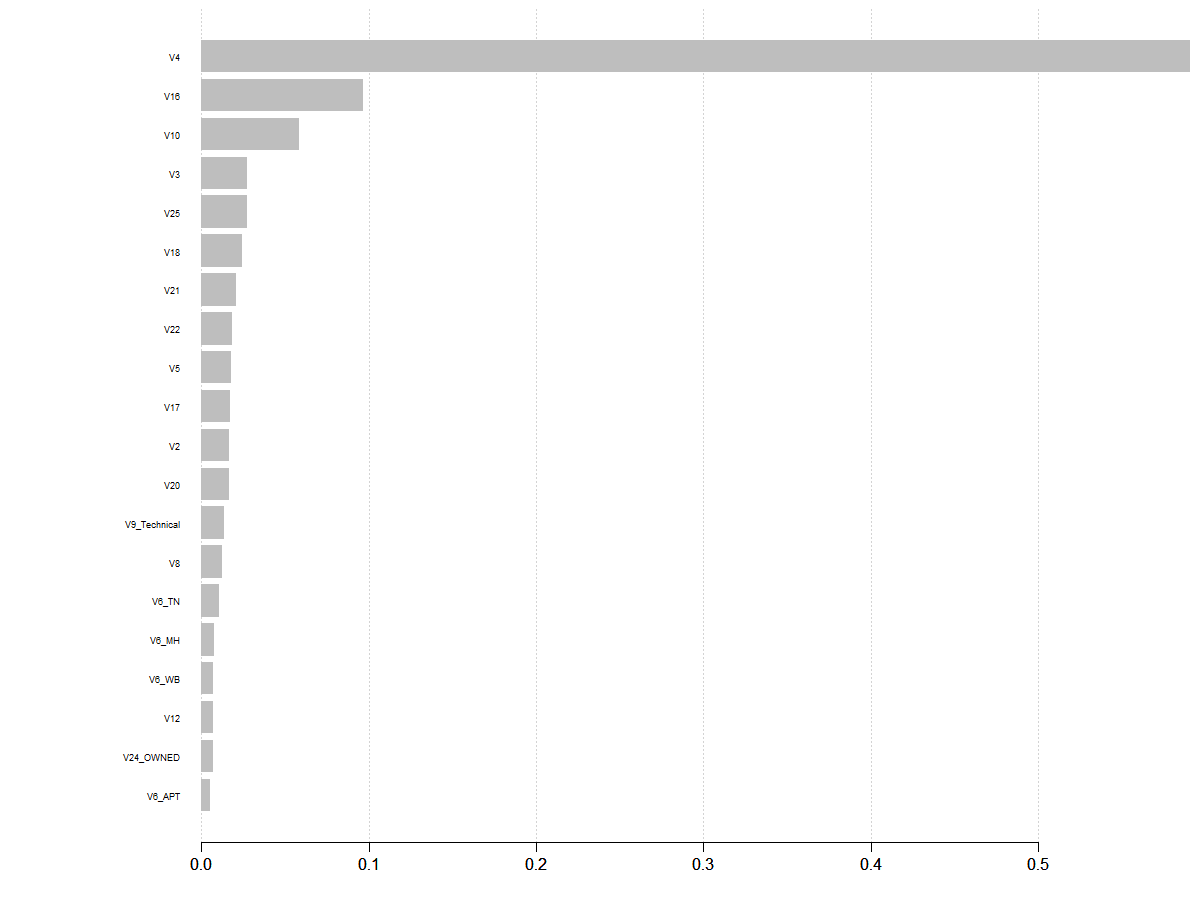 V4
V16
V10
V3
V25
V18
V21
V22
V5
V17
V2
V20
V9_Technical
V8
V6_TN
V6_MH
V6_WB
V12
V24_OWNED
V6_APT
0.0 0.1 0.2 0.3 0.4 0.5